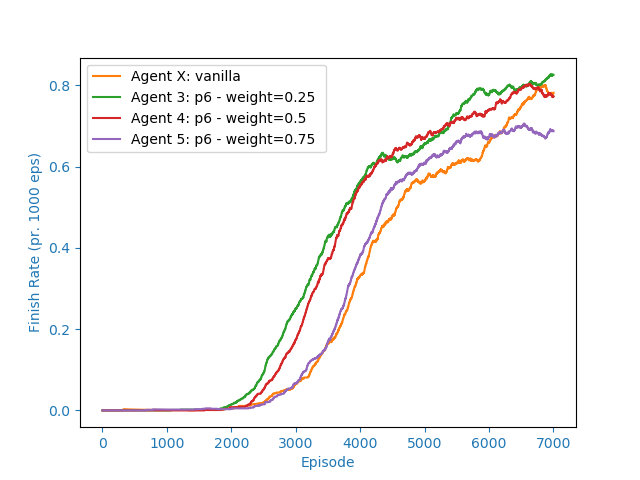 Agent X: vanilla
Agent 3: p6 - weight=0.25
Agent 4: p6 - weight=0.5
Agent 5: p6 - weight=0.75
Finish Rate (pr. 1000 eps)
0.8
0.6
0.4
0.2
0.0
0 1000 2000 3000 4000 5000 6000 7000
Episode